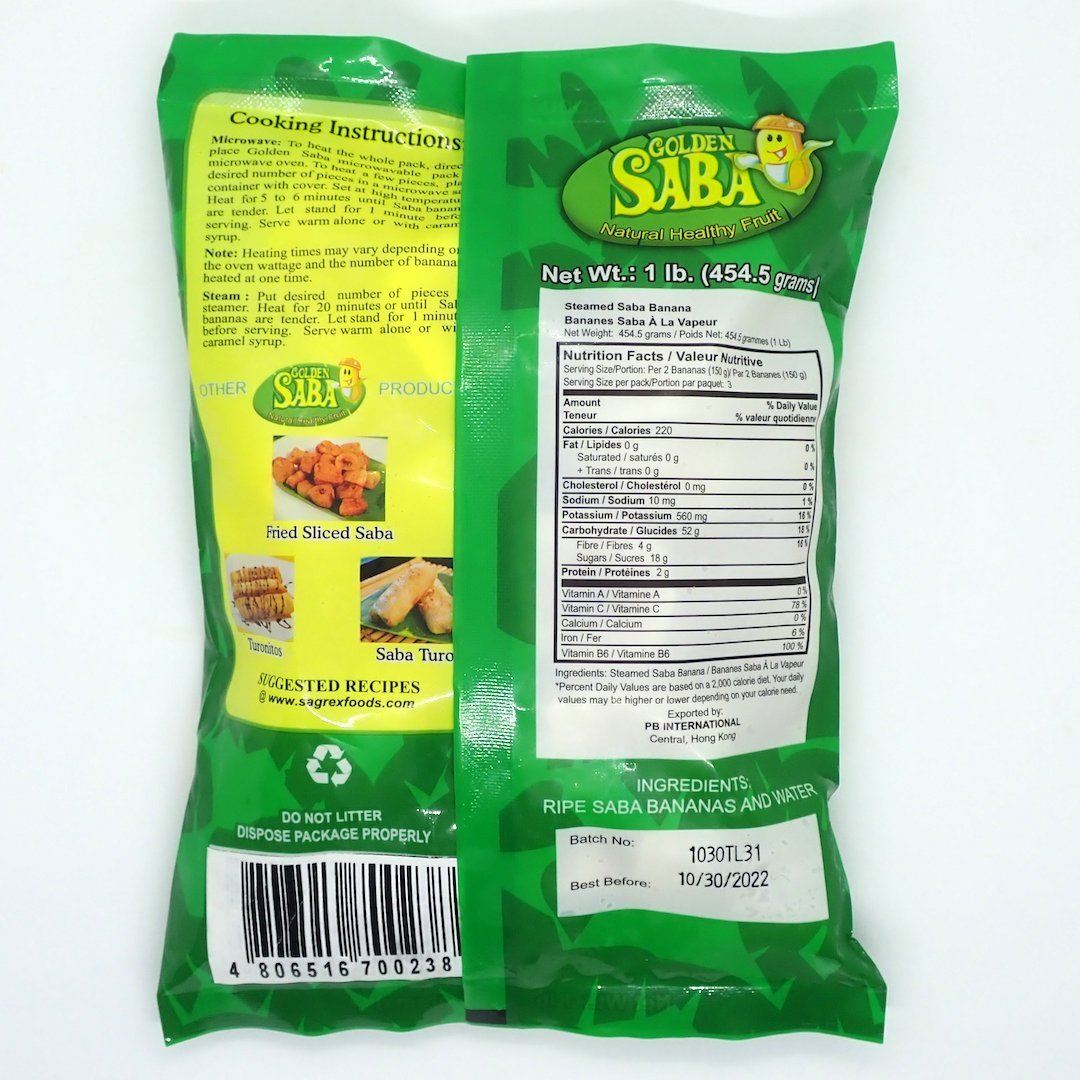 Cooking Instructions:
Microwave: To heat the whole pack,
place Golden Saba microwavable pack
microwave oven. To heat a few pieces,
desired number of pieces in a microwave
container with cover. Set at high
Heat for 5 to 6 minutes until Saba
are tender. Let stand for 1 minute
serving. Serve warm alone or with
syrup.
Note: Heating times may vary depending
the oven wattage and the number of
heated at one time.
Steam : Put desired number of pieces
steamer. Heat for 20 minutes or until
bananas are tender. Let stand for 1
before serving. Serve warm alone or
caramel syrup.
OTHER
GOLDEN
SABA
Natural Healthy Fruit
Fried Sliced Saba
Turonitos
Saba
SUGGESTED RECIPES
@ www.sagrexfoods.com
DO NOT LITTER
DISPOSE PACKAGE PROPERLY
4 806516 700238
GOLDEN
SABA
Natural Healthy Fruit
Net Wt.: 1 lb. (454.5 grams)
Steamed Saba Banana
Bananes Saba À La Vapeur
Net Weight: 454.5 grams / Poids Net: 454.5 grammes (1 Lb)
Nutrition Facts / Valeur Nutritive
Serving Size/Portion: Per 2 Bananas (150 g)/ Par 2 Bananes (150 g)
Serving Size per pack/Portion par paquet: 3
Amount % Daily Value
Teneur % valeur quotidienne
Calories / Calories 220
Fat / Lipides 0 g 0 %
Saturated / saturés 0 g
+ Trans / trans 0 g 0 %
Cholesterol / Cholestérol 0 mg 0 %
Sodium / Sodium 10 mg 1 %
Potassium / Potassium 560 mg 16 %
Carbohydrate / Glucides 52 g 18 %
Fibre / Fibres 4 g 16 %
Sugars / Sucres 18 g
Protein / Protéines 2 g
Vitamin A / Vitamine A 0 %
Vitamin C / Vitamine C 78 %
Calcium / Calcium 0 %
Iron / Fer 6 %
Vitamin B6 / Vitamine B6 100 %
Ingredients: Steamed Saba Banana / Bananes Saba À La Vapeur
*Percent Daily Values are based on a 2,000 calorie diet. Your daily
values may be higher or lower depending on your calorie need.
Exported by:
PB INTERNATIONAL
Central, Hong Kong
INGREDIENTS:
RIPE SABA BANANAS AND WATER
Batch No: 1030TL31
Best Before: 10/30/2022